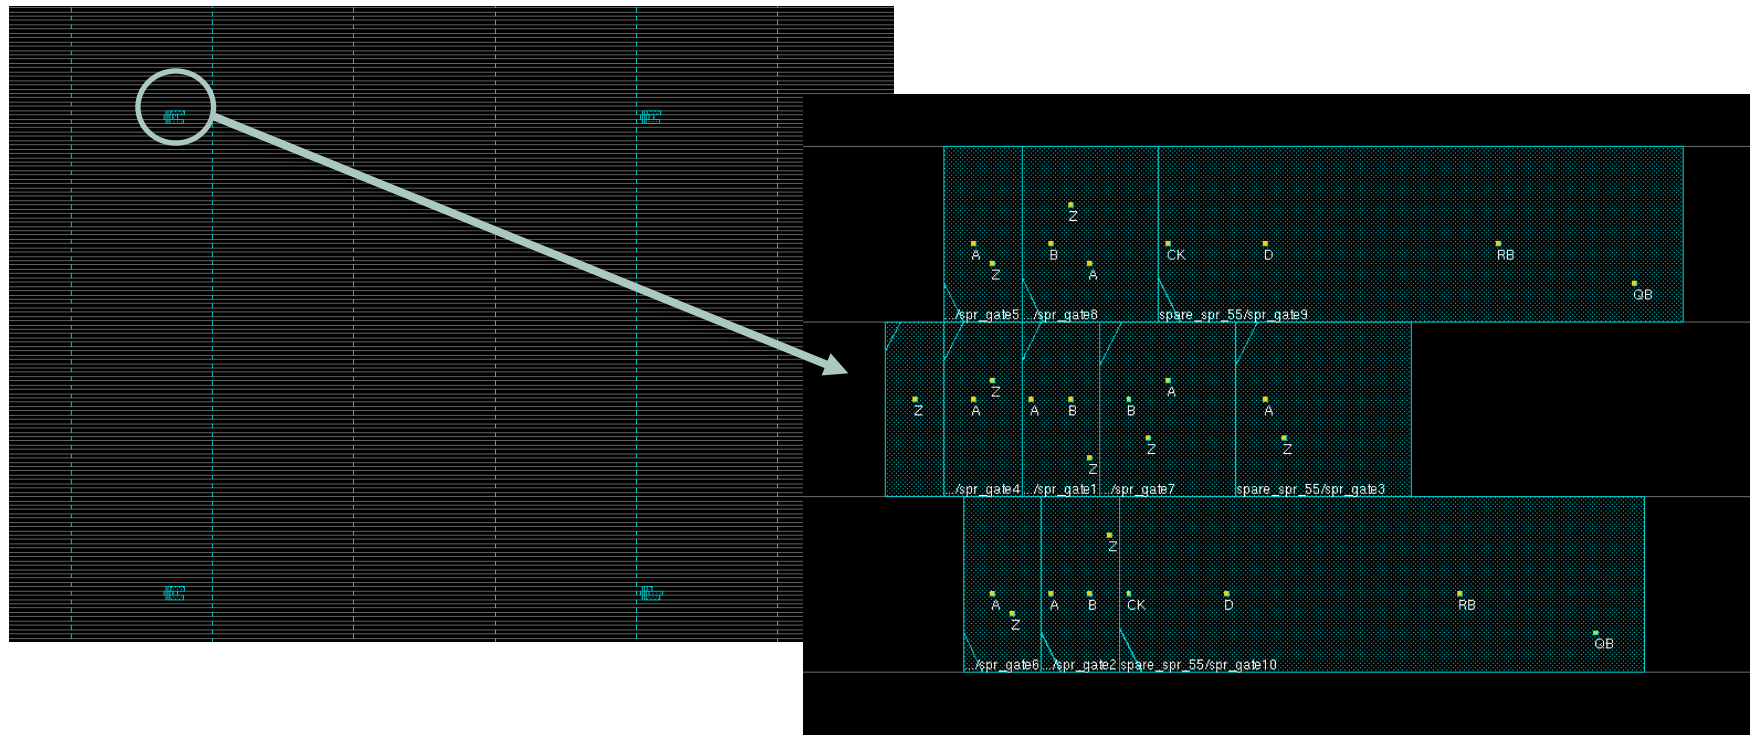 Z
A B CK D RB
Z A
QB
.../spr_gate5 .../spr_gate8 spare_spr_55/spr_gate9
Z A
Z A A B B A
Z Z
Z
.../spr_gate4 .../spr_gate1 .../spr_gate7 spare_spr_55/spr_gate3
Z
A A B CK D RB
Z
QB
.../spr_gate6 .../spr_gate2 spare_spr_55/spr_gate10